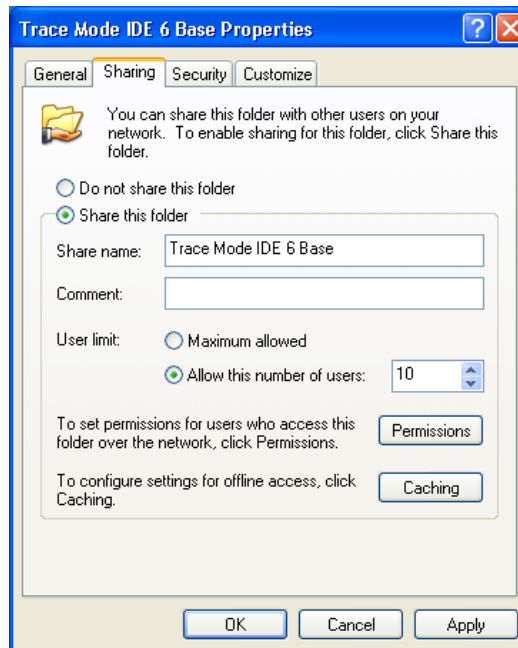 Trace Mode IDE 6 Base Properties
General Sharing Security Customize
You can share this folder with other users on your
network. To enable sharing for this folder, click Share this
folder.
Do not share this folder
Share this folder
Share name: Trace Mode IDE 6 Base
Comment:
User limit: Maximum allowed
Allow this number of users: 10
To set permissions for users who access this
folder over the network, click Permissions.
Permissions
To configure settings for offline access, click
Caching.
Caching
OK Cancel Apply